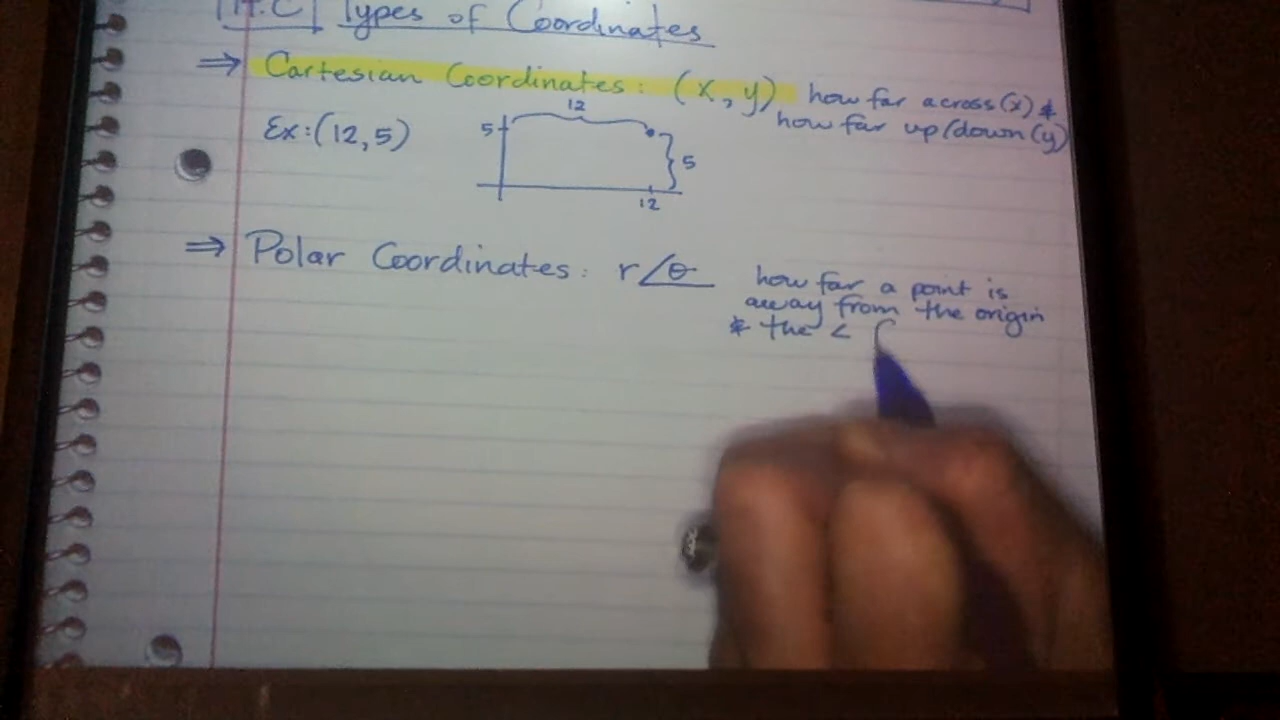 Types of Coordinates
⇒ Cartesian Coordinates: (x, y) how far across (x) &
how far up/down (y)
Ex: (12, 5)
12
5
5
12
⇒ Polar Coordinates: r∠θ how far a point is
away from the origin
& the ∠ (